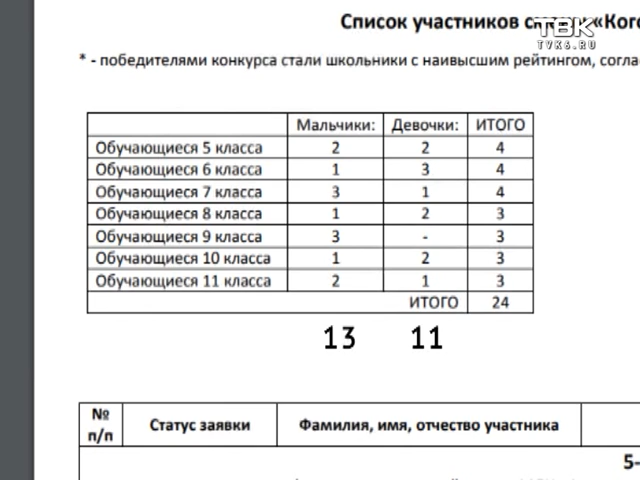 Список участников
ТВК
TVK6.RU
* - победителями конкурса стали школьники с наивысшим рейтингом,
Мальчики: Девочки: ИТОГО
Обучающиеся 5 класса 2 2 4
Обучающиеся 6 класса 1 3 4
Обучающиеся 7 класса 3 1 4
Обучающиеся 8 класса 1 2 3
Обучающиеся 9 класса 3 - 3
Обучающиеся 10 класса 1 2 3
Обучающиеся 11 класса 2 1 3
ИТОГО 24
13 11
№ п/п Статус заявки Фамилия, имя, отчество участника
5-